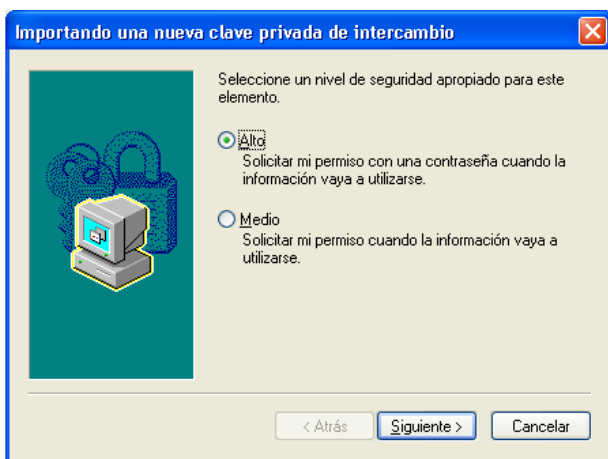 Importando una nueva clave privada de intercambio
Seleccione un nivel de seguridad apropiado para este
elemento.
Alto
Solicitar mi permiso con una contraseña cuando la
información vaya a utilizarse.
Medio
Solicitar mi permiso cuando la información vaya a
utilizarse.
< Atrás
Siguiente >
Cancelar